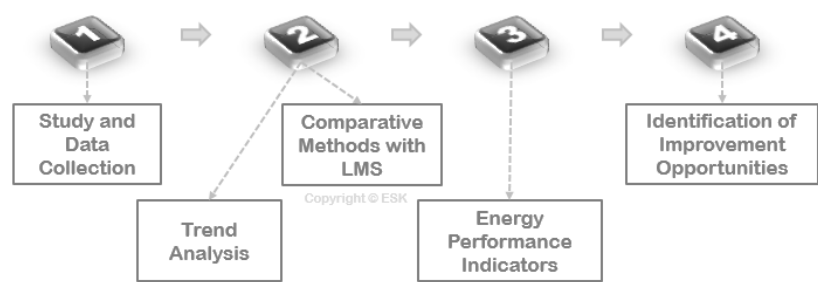 1
2
3
4
Study and
Data
Collection
Comparative
Methods with
LMS
Identification of
Improvement
Opportunities
Copyright © ESK
Trend
Analysis
Energy
Performance
Indicators